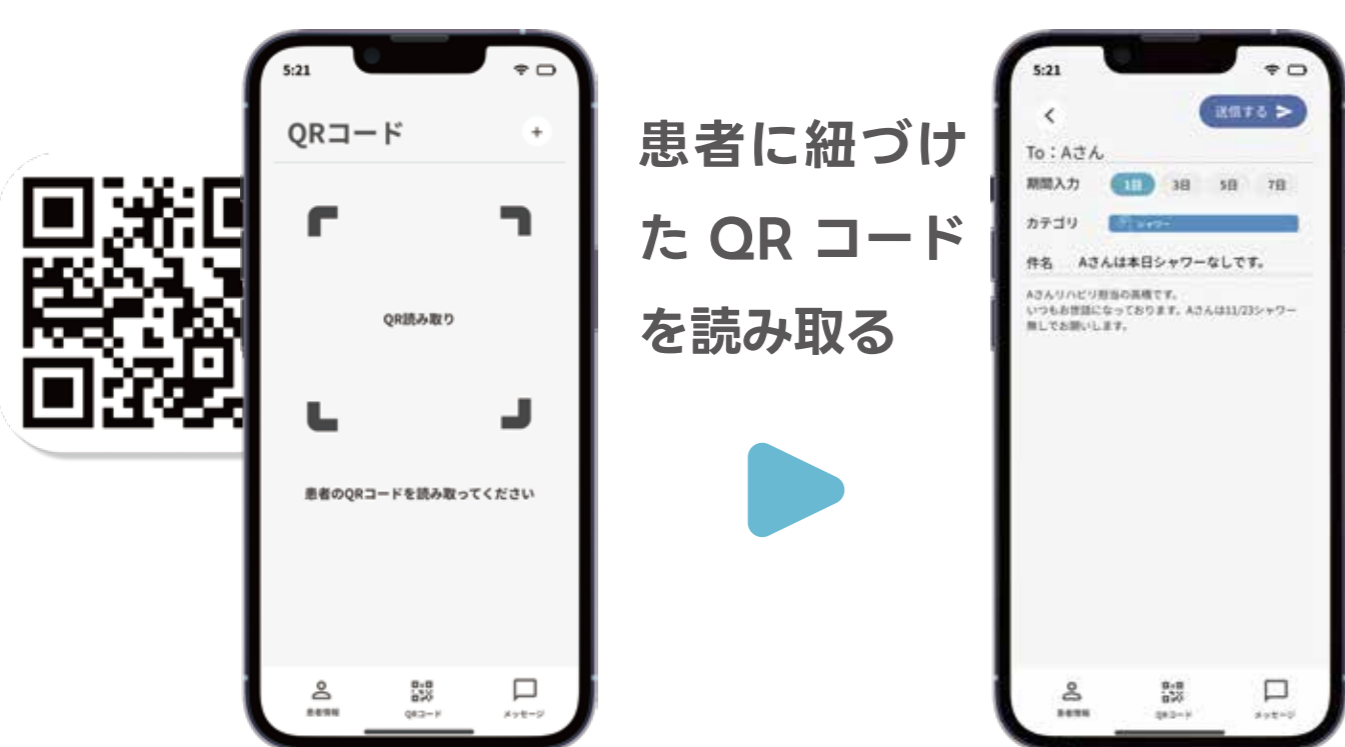 5:21
QRコード
+
QR読み取り
患者のQRコードを読み取ってください
患者情報
QRコード
メッセージ
患者に紐づけ
た QR コード
を読み取る
5:21
送信する
To：Aさん
期間入力 1日 3日 5日 7日
カテゴリ シャワー
件名 Aさんは本日シャワーなしです。
Aさんリハビリ担当の高橋です。
いつもお世話になっております。Aさんは11/23シャワー
無しでお願いします。
患者情報
QRコード
メッセージ